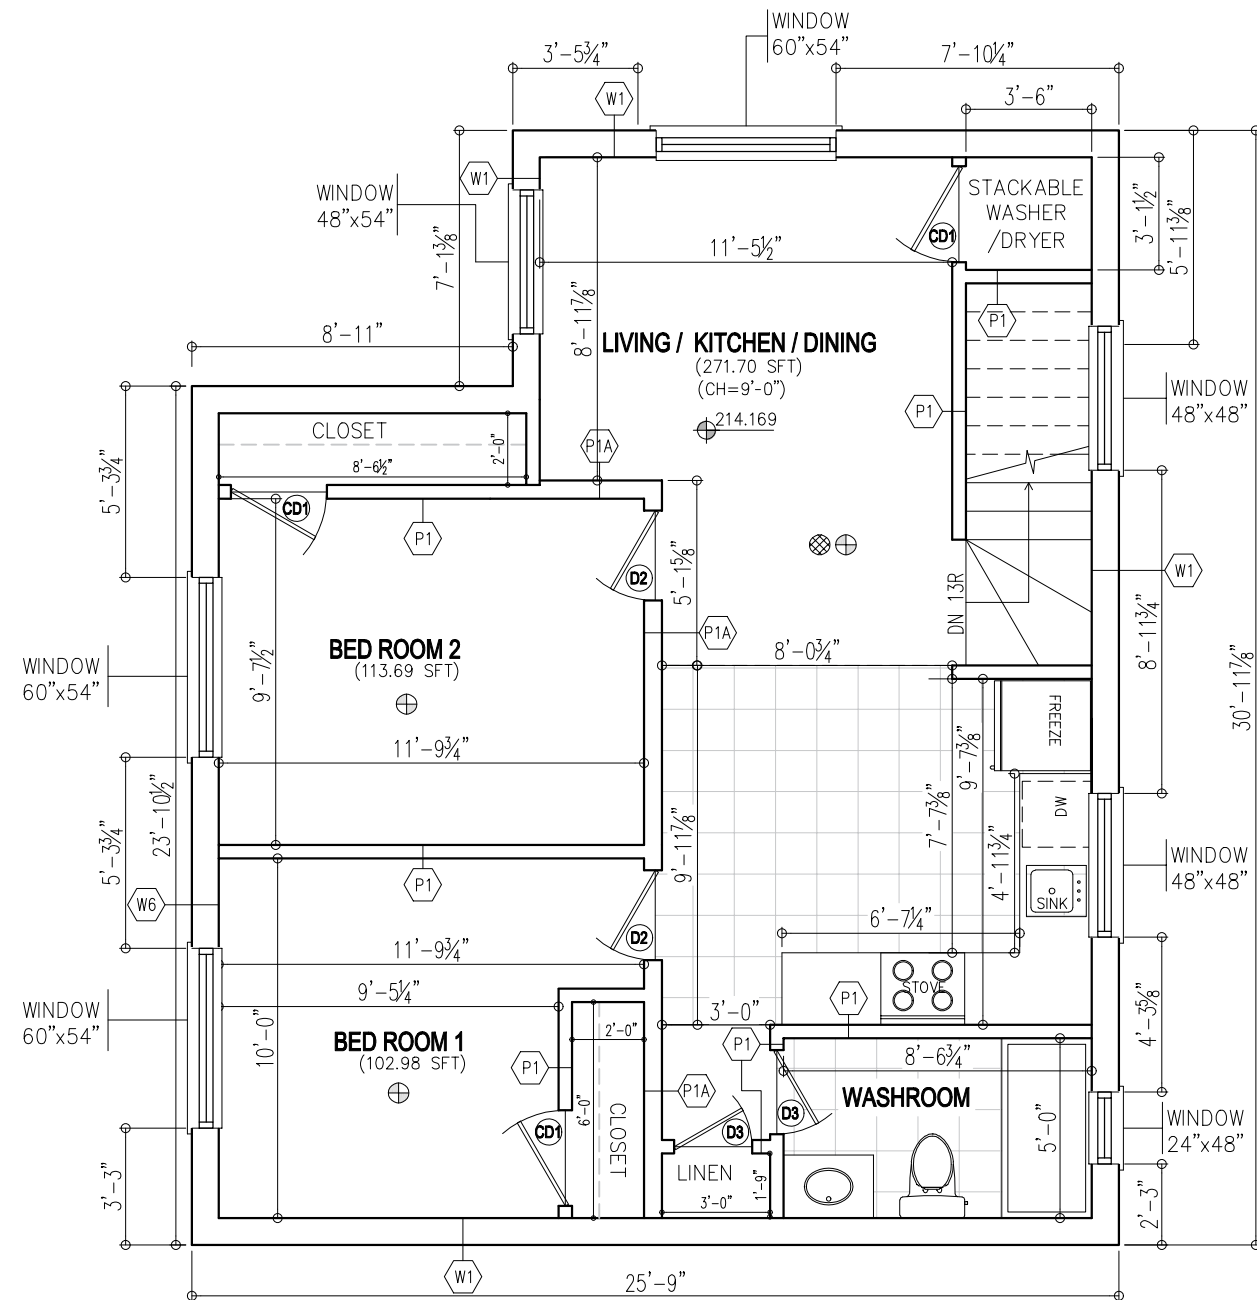 WINDOW
60"x54"
3'-5¾"
7'-10¼"
W1
3'-6"
WINDOW
48"x54"
W1
7'-1⅜"
STACKABLE
WASHER
/DRYER
CD1
3'-1½"
5'-11⅜"
11'-5½"
8'-11⅞"
P1
8'-11"
LIVING / KITCHEN / DINING
(271.70 SFT)
(CH=9'-0")
214.169
P1
WINDOW
48"x48"
CLOSET
8'-6½"
2'-0"
P1A
5'-3¾"
CD1
P1
D2
5'-1⅝"
DN 13R
W1
8'-11¾"
30'-11⅞"
P1A
BED ROOM 2
(113.69 SFT)
9'-7½"
8'-0¾"
WINDOW
60"x54"
11'-9¾"
FREEZE
9'-7⅜"
7'-7⅜"
DW
4'-11¾"
9'-11⅞"
23'-10½"
5'-3¾"
P1
WINDOW
48"x48"
SINK
W6
D2
6'-7¼"
11'-9¾"
9'-5¼"
STOVE
P1
WINDOW
60"x54"
3'-0"
4'-3⅝"
10'-0"
BED ROOM 1
(102.98 SFT)
2'-0"
P1
P1
8'-6¾"
P1A
WASHROOM
6'-0"
CLOSET
CD1
D3
D3
5'-0"
WINDOW
24"x48"
3'-3"
LINEN
3'-0"
1'-9"
2'-3"
W1
25'-9"